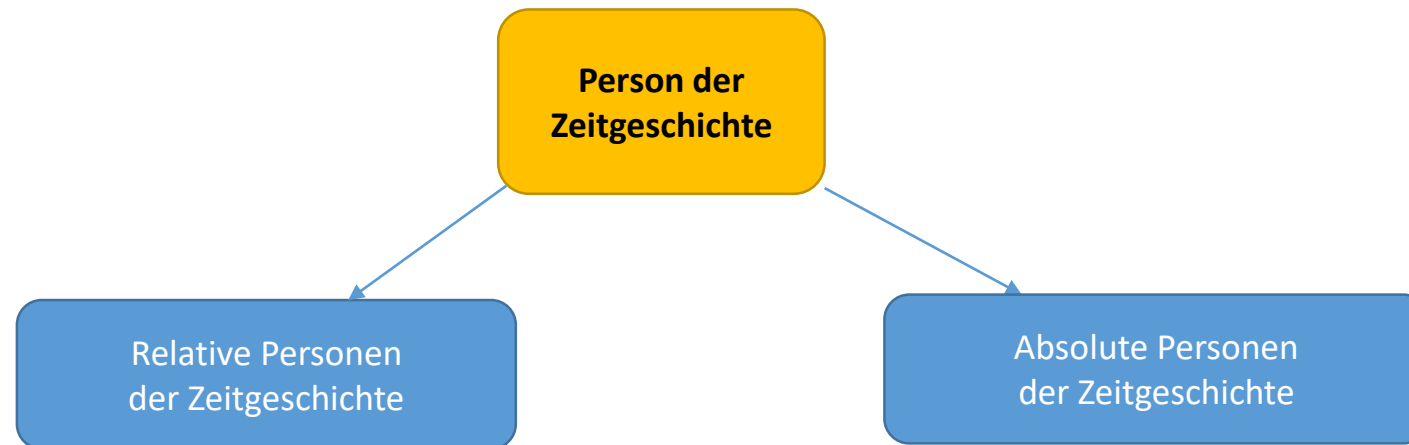 Person der
Zeitgeschichte
Relative Personen
der Zeitgeschichte
Absolute Personen
der Zeitgeschichte